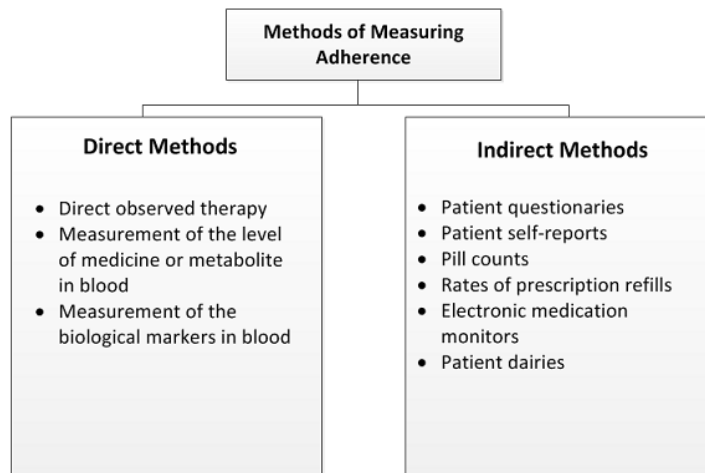 Methods of Measuring
Adherence
Direct Methods
• Direct observed therapy
• Measurement of the level
of medicine or metabolite
in blood
• Measurement of the
biological markers in blood
Indirect Methods
• Patient questionaries
• Patient self-reports
• Pill counts
• Rates of prescription refills
• Electronic medication
monitors
• Patient dairies